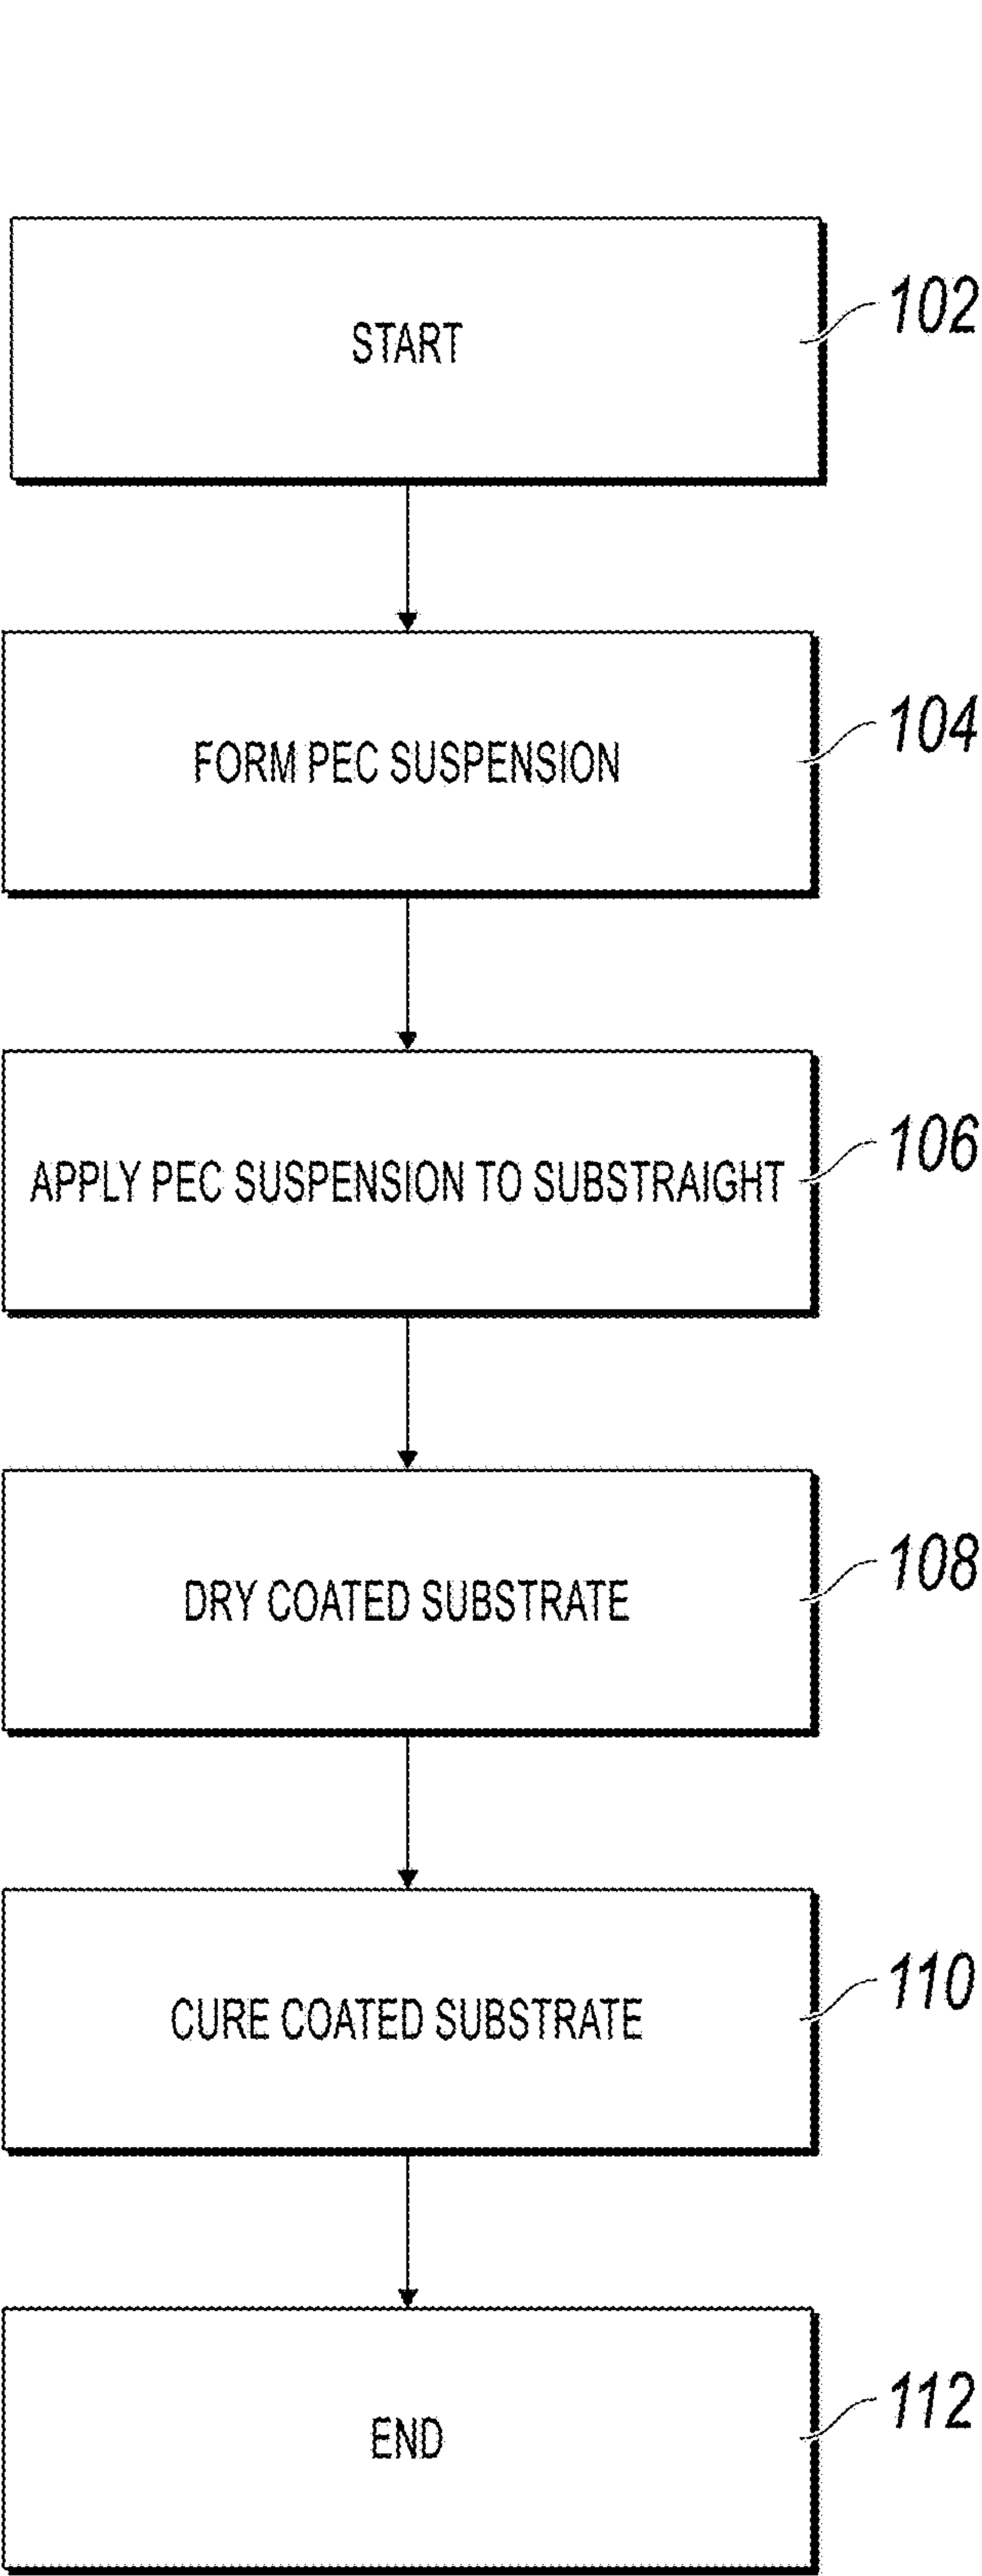 START
102
FORM PEC SUSPENSION
104
APPLY PEC SUSPENSION TO SUBSTRAIGHT
106
DRY COATED SUBSTRATE
108
CURE COATED SUBSTRATE
110
END
112